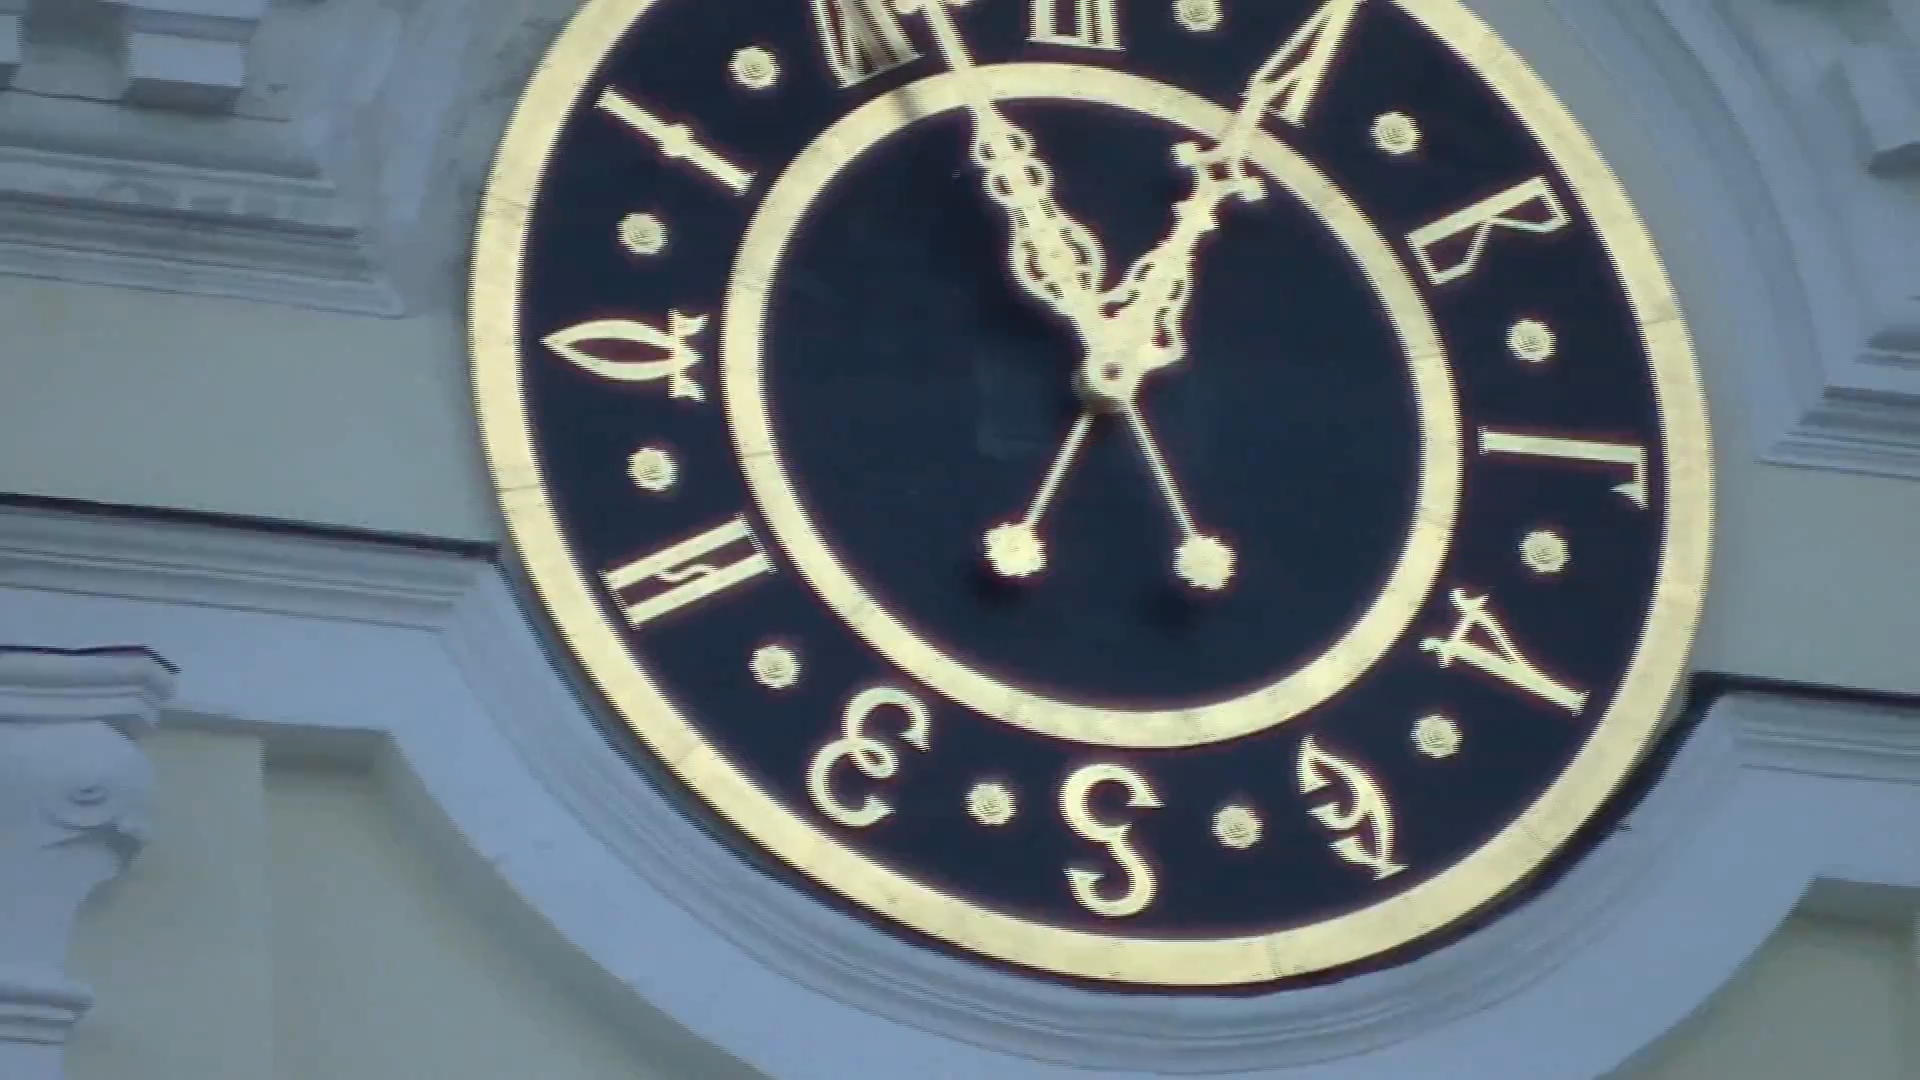 А
В
Г
Д
Є
Ѕ
З
И
Ѳ
І